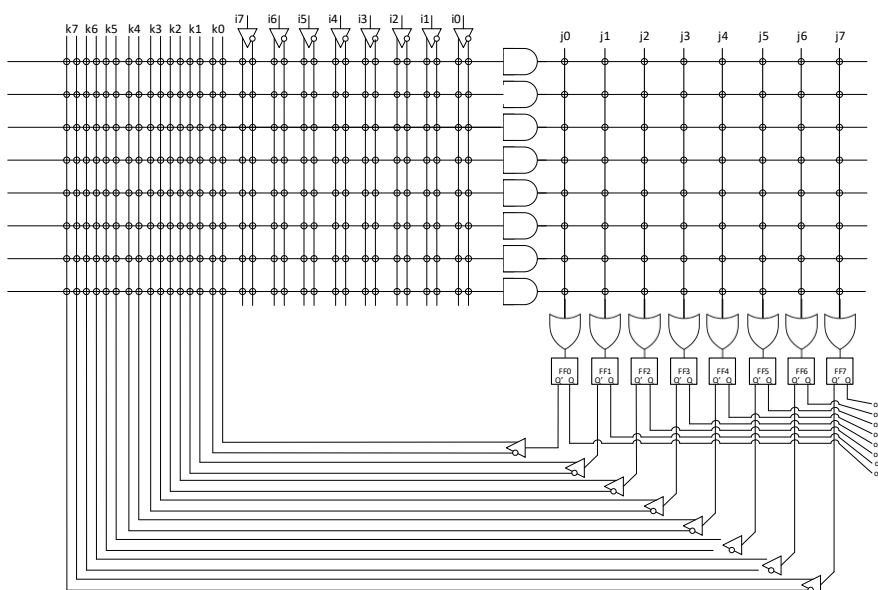 i7 i6 i5 i4 i3 i2 i1 i0
k7 k6 k5 k4 k3 k2 k1 k0
j0 j1 j2 j3 j4 j5 j6 j7
FF0 FF1 FF2 FF3 FF4 FF5 FF6 FF7
Q' Q Q' Q Q' Q Q' Q Q' Q Q' Q Q' Q Q' Q